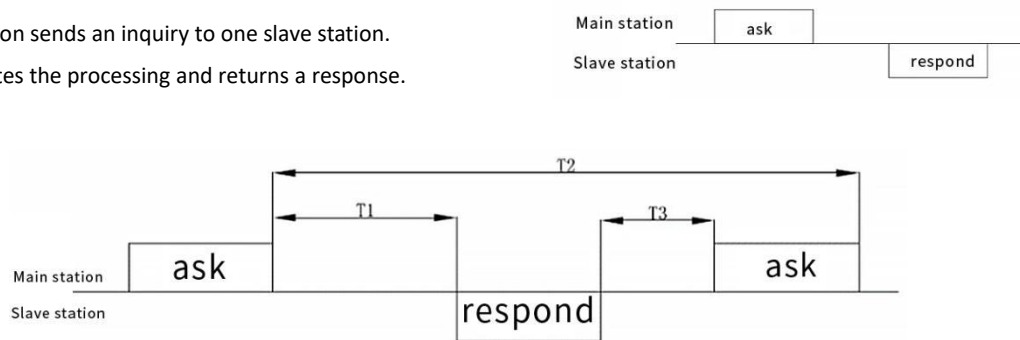 on sends an inquiry to one slave station.
es the processing and returns a response.
Main station
ask
Slave station
respond
T2
T1
T3
ask
ask
Main station
Slave station
respond